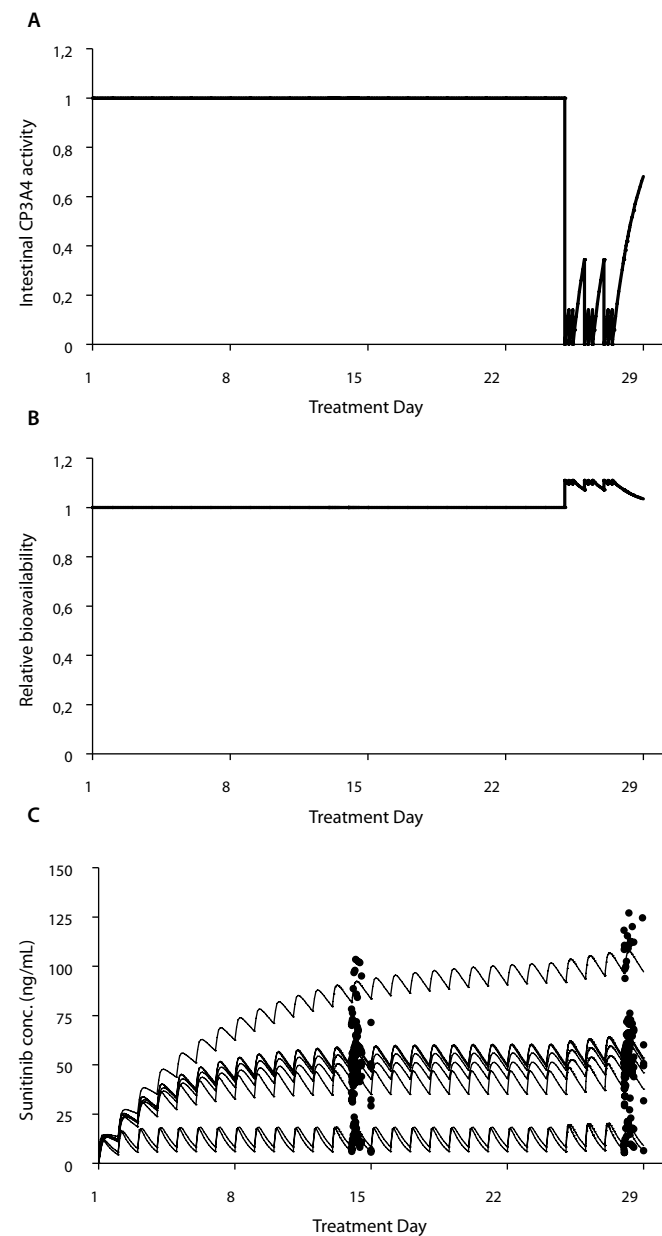 A
1,2
1
0,8
0,6
0,4
0,2
0
Intestinal CP3A4 activity
1 8 15 22 29
Treatment Day
B
1,2
1
0,8
0,6
0,4
0,2
0
Relative bioavailability
1 8 15 22 29
Treatment Day
C
150
125
100
75
50
25
0
Sunitinib conc. (ng/mL)
1 8 15 22 29
Treatment Day